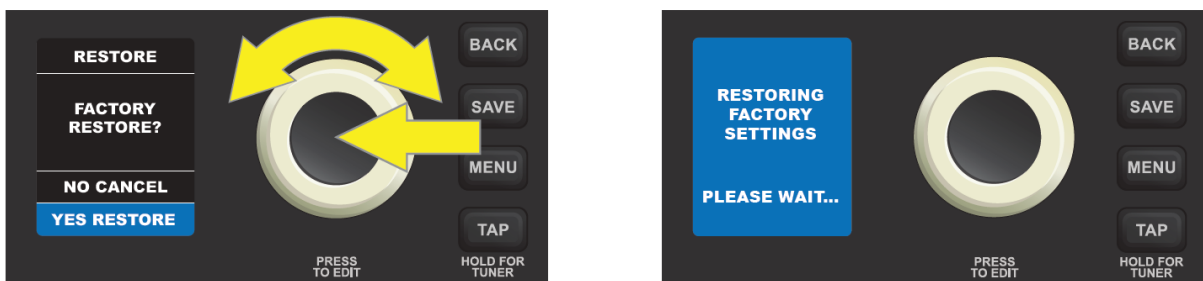 RESTORE
FACTORY
RESTORE?
NO CANCEL
YES RESTORE
BACK
SAVE
MENU
TAP
PRESS
TO EDIT
HOLD FOR
TUNER
RESTORING
FACTORY
SETTINGS
PLEASE WAIT...
BACK
SAVE
MENU
TAP
PRESS
TO EDIT
HOLD FOR
TUNER